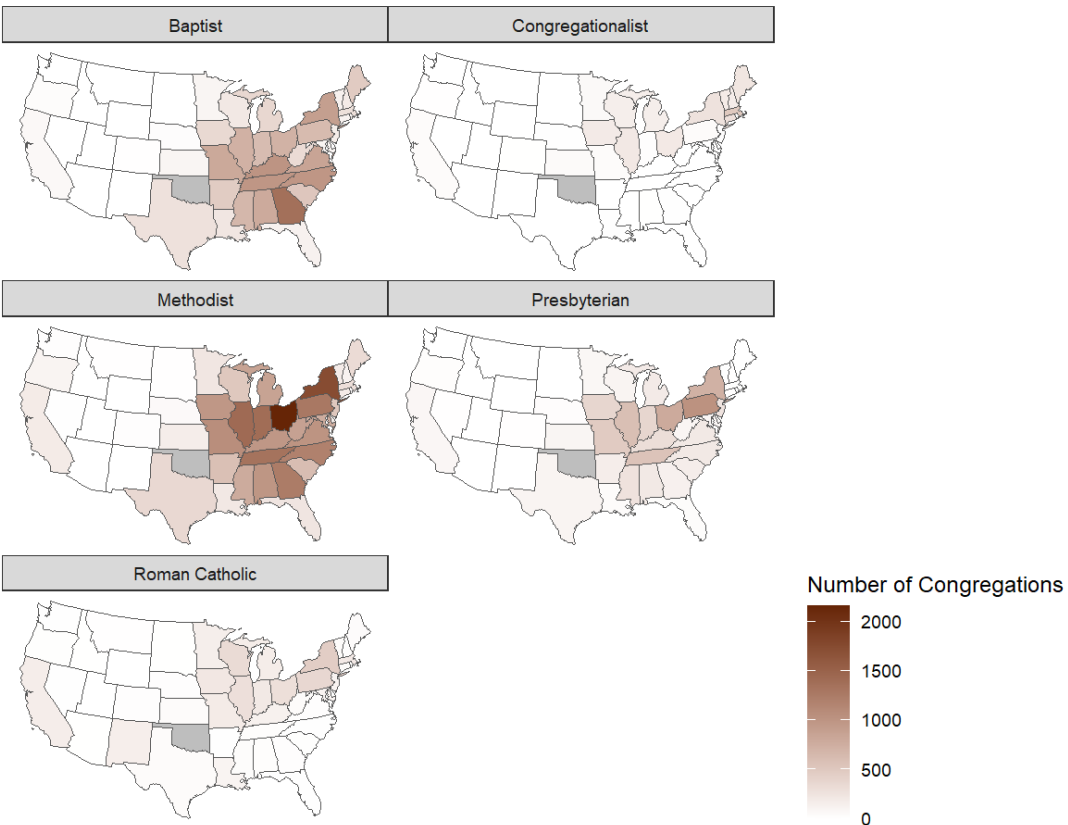 Baptist
Congregationalist
Methodist
Presbyterian
Roman Catholic
Number of Congregations
2000
1500
1000
500
0